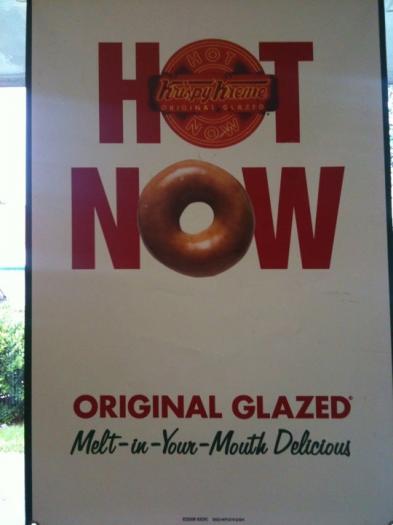 HOT
HOT
Krispy Kreme
ORIGINAL GLAZED
NOW
NOW
ORIGINAL GLAZED®
Melt-in-Your-Mouth Delicious